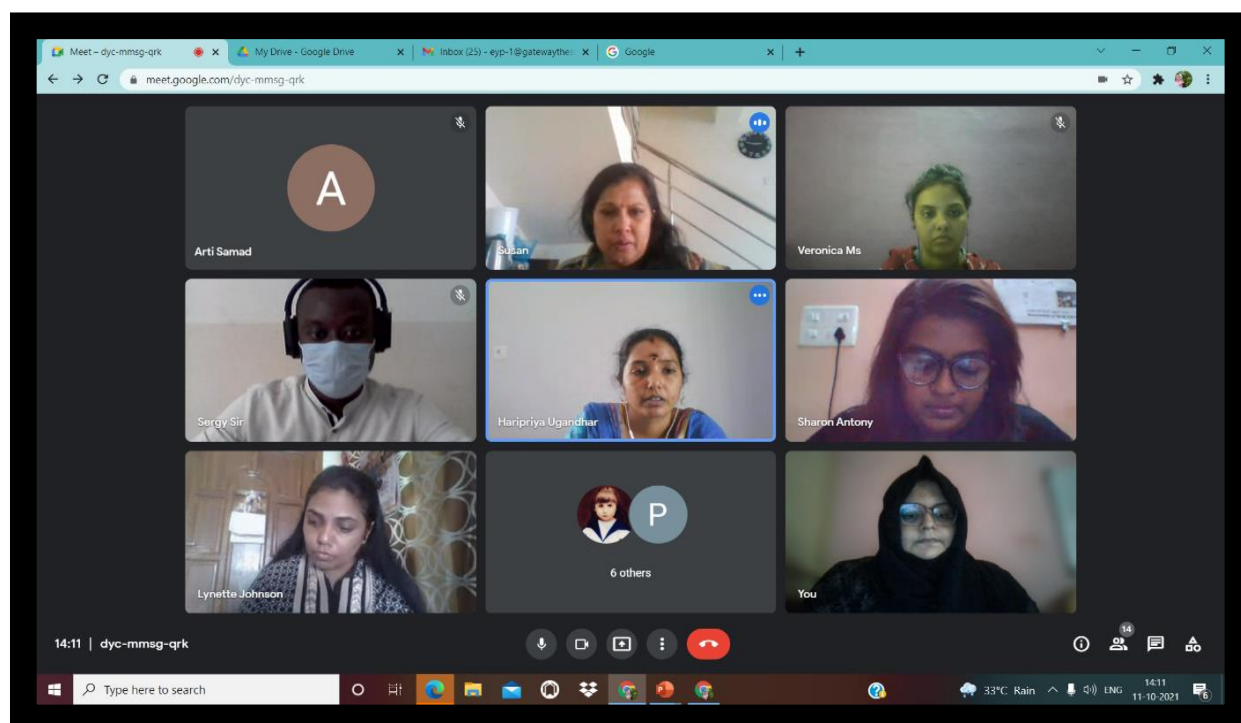 Meet – dyc-mmsg-qrk
My Drive - Google Drive
Inbox (25) - eyp-1@gatewaythe
Google
meet.google.com/dyc-mmsg-qrk
A
Arti Samad
Susan
Veronica Ms
Sergy Sir
Haripriya Ugandhar
Sharon Antony
Lynette Johnson
P
6 others
You
14:11 | dyc-mmsg-qrk
14
Type here to search
33°C Rain
ENG
14:11
11-10-2021
6